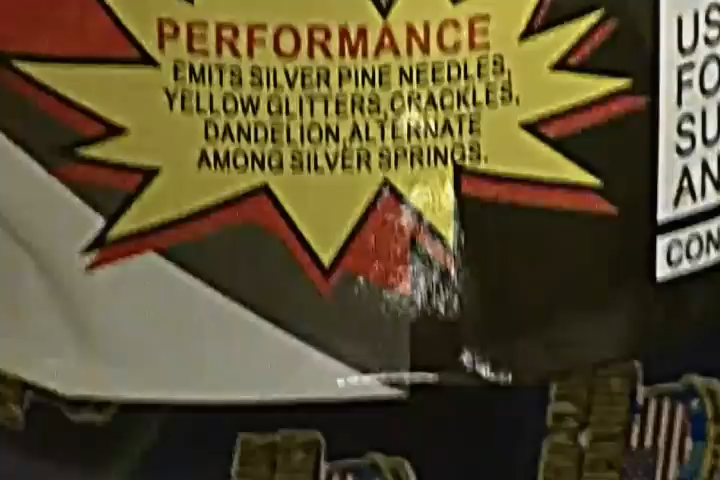 PERFORMANCE
EMITS SILVER PINE NEEDLES,
YELLOW GLITTERS, CRACKLES,
DANDELION, ALTERNATE
AMONG SILVER SPRINGS.
US
FO
SU
AN
CON